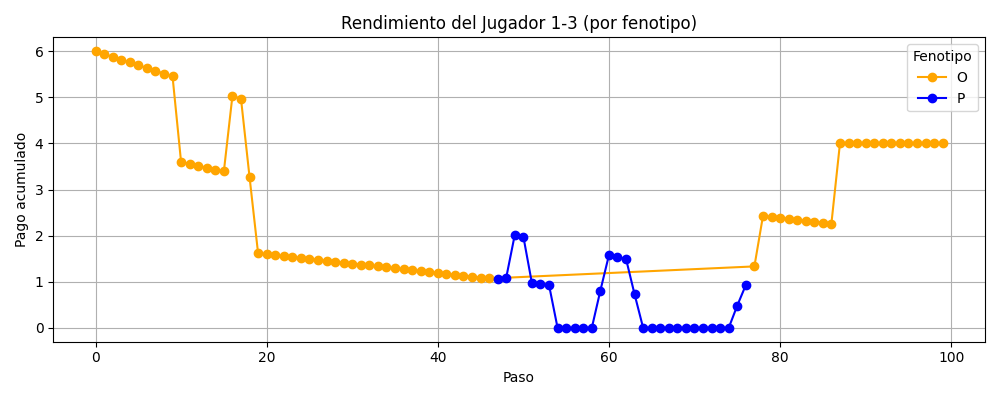 Rendimiento del Jugador 1-3 (por fenotipo)
Pago acumulado
6
5
4
3
2
1
0
0 20 40 60 80 100
Paso
Fenotipo
O
P